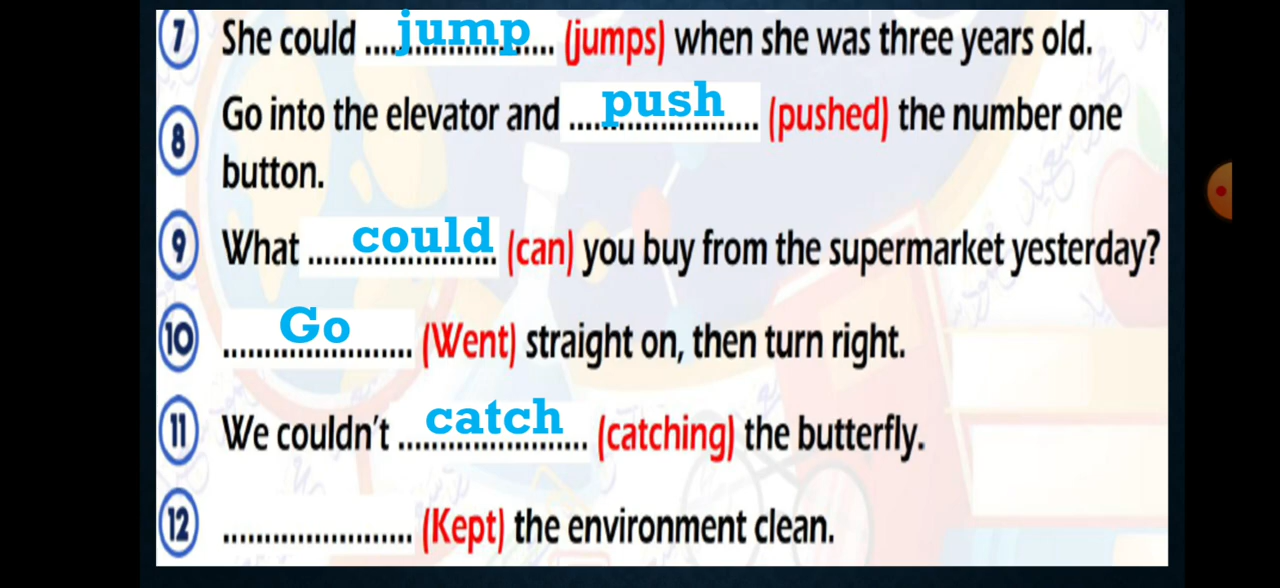 7 She could .....jump..... (jumps) when she was three years old.
8 Go into the elevator and .....push..... (pushed) the number one
button.
9 What .....could..... (can) you buy from the supermarket yesterday?
10 .....Go..... (Went) straight on, then turn right.
11 We couldn't .....catch..... (catching) the butterfly.
12 ....................... (Kept) the environment clean.